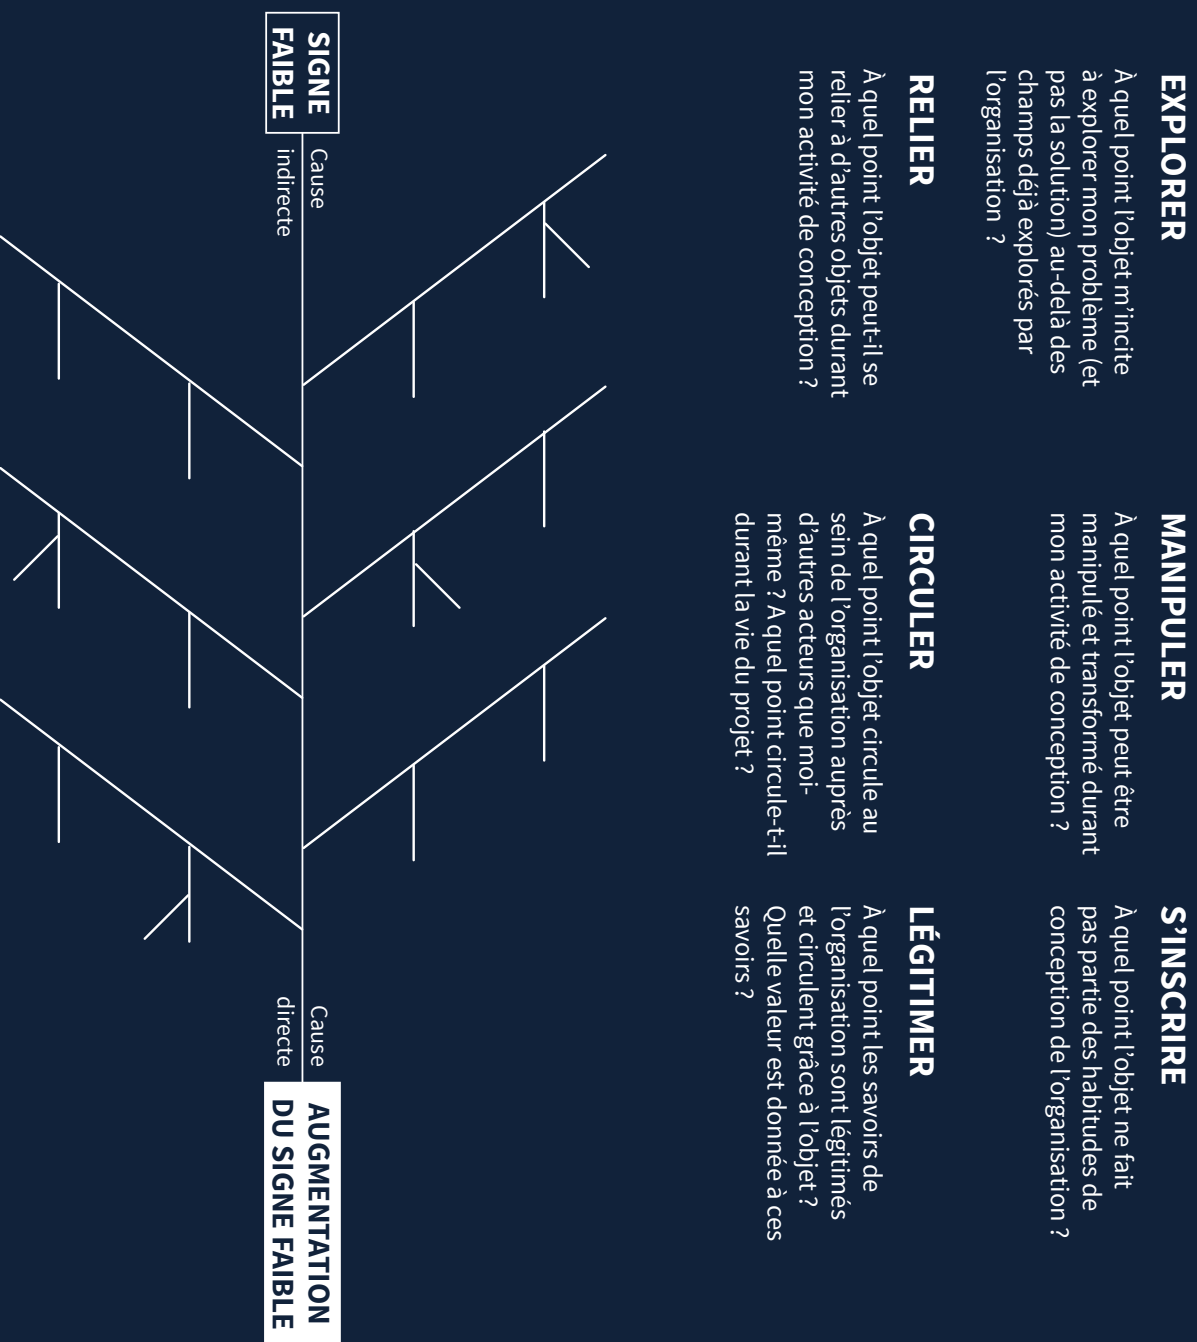 EXPLORER
À quel point l’objet m’incite
à explorer mon problème (et
pas la solution) au-delà des
champs déjà explorés par
l’organisation ?
MANIPULER
À quel point l’objet peut être
manipulé et transformé durant
mon activité de conception ?
S’INSCRIRE
À quel point l’objet ne fait
pas partie des habitudes de
conception de l’organisation ?
RELIER
À quel point l’objet peut-il se
relier à d’autres objets durant
mon activité de conception ?
CIRCULER
À quel point l’objet circule au
sein de l’organisation auprès
d’autres acteurs que moi-
même ? A quel point circule-t-il
durant la vie du projet ?
LÉGITIMER
À quel point les savoirs de
l’organisation sont légitimés
et circulent grâce à l’objet ?
Quelle valeur est donnée à ces
savoirs ?
SIGNE
FAIBLE
Cause
indirecte
Cause
directe
AUGMENTATION
DU SIGNE FAIBLE